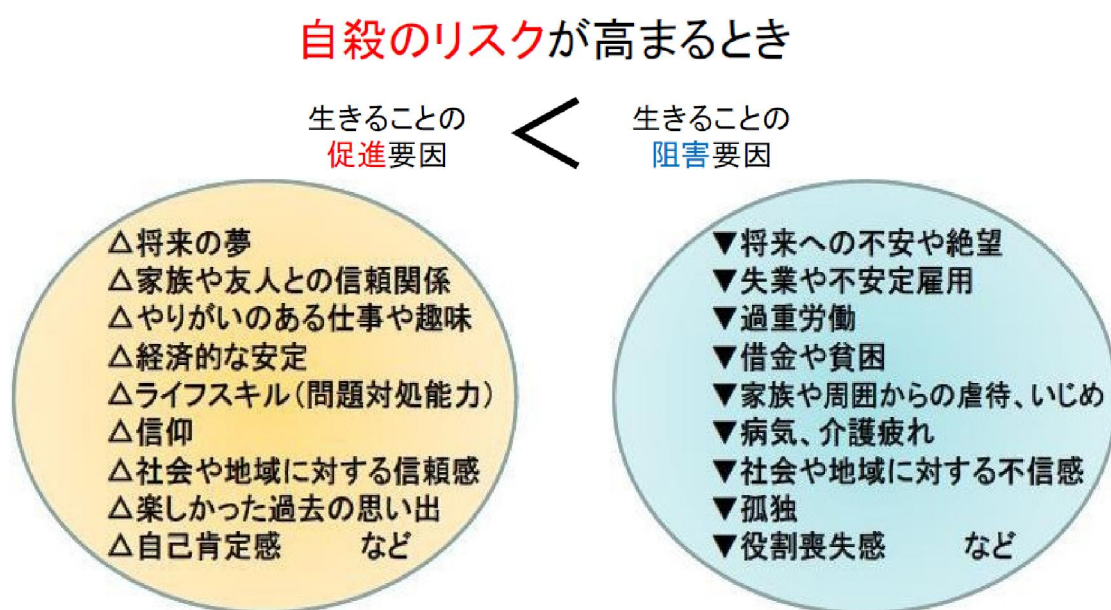 自殺のリスクが高まるとき
生きることの
促進要因
<
生きることの
阻害要因
△将来の夢
△家族や友人との信頼関係
△やりがいのある仕事や趣味
△経済的な安定
△ライフスキル(問題対処能力)
△信仰
△社会や地域に対する信頼感
△楽しかった過去の思い出
△自己肯定感 など
▼将来への不安や絶望
▼失業や不安定雇用
▼過重労働
▼借金や貧困
▼家族や周囲からの虐待、いじめ
▼病気、介護疲れ
▼社会や地域に対する不信感
▼孤独
▼役割喪失感 など